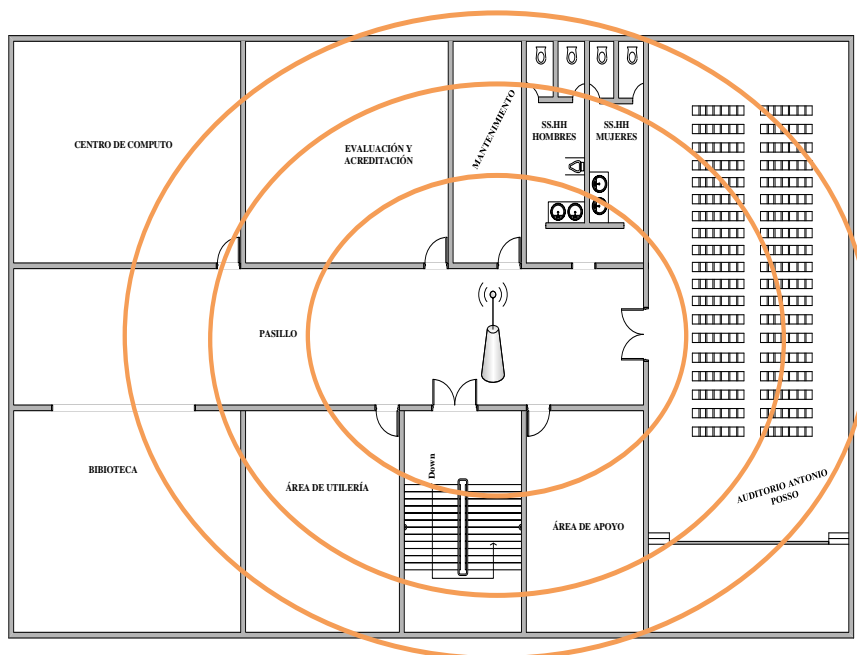 CENTRO DE COMPUTO
EVALUACIÓN Y
ACREDITACIÓN
MANTENIMIENTO
SS.HH
HOMBRES
SS.HH
MUJERES
PASILLO
BIBIOTECA
ÁREA DE UTILERÍA
Down
ÁREA DE APOYO
AUDITORIO ANTONIO
POSSO